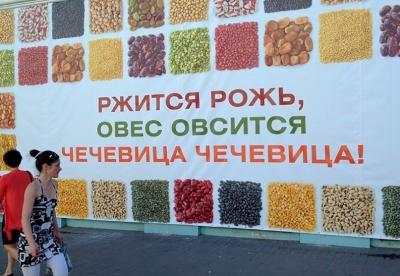 РЖИТСЯ РОЖЬ,
ОВЕС ОВСИТСЯ
ЧЕЧЕВИЦА ЧЕЧЕВИЦА!